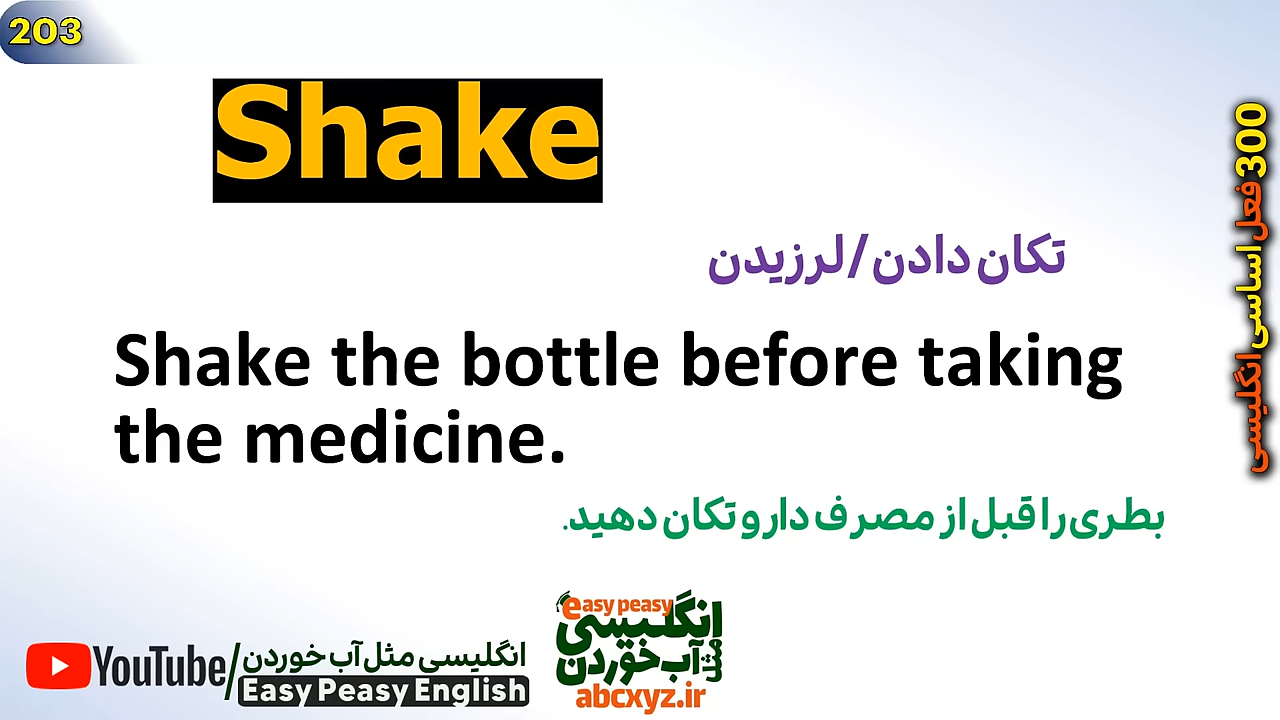 203
Shake
300 فعل اساسی انگلیسی
تکان دادن/لرزیدن
Shake the bottle before taking
the medicine.
بطری را قبل از مصرف دارو تکان دهید.
YouTube/انگلیسی مثل آب خوردن
Easy Peasy English
easy peasy
انگلیسی
مثل
آب خوردن
abcxyz.ir